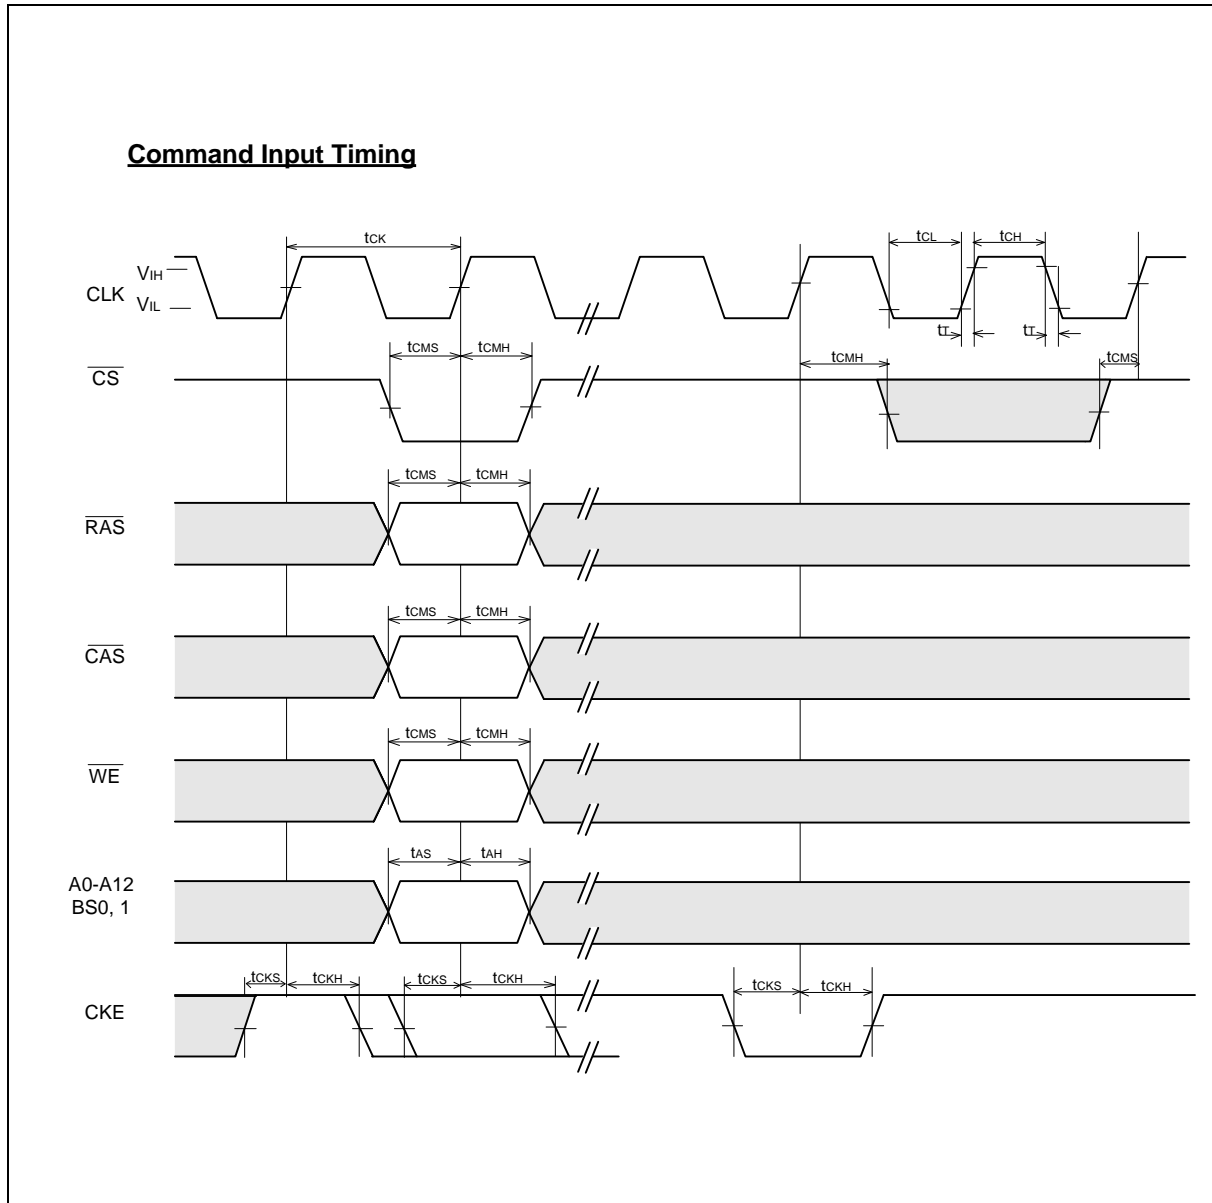 Command Input Timing
tCK
tCL
tCH
VIH
CLK
VIL
tT
tT
tCMS
tCMH
tCMH
tCMS
CS
tCMS
tCMH
RAS
tCMS
tCMH
CAS
tCMS
tCMH
WE
tAS
tAH
A0-A12
BS0, 1
tCKS
tCKH
tCKS
tCKH
tCKS
tCKH
CKE